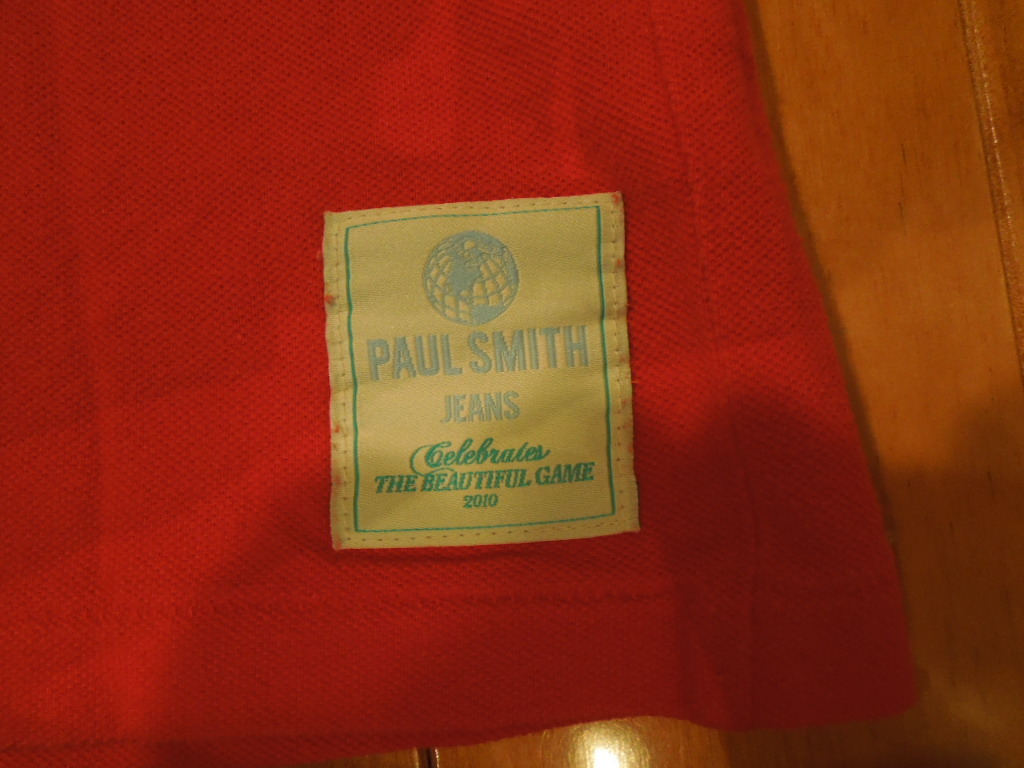 PAUL SMITH
JEANS
Celebrates
THE BEAUTIFUL GAME
2010